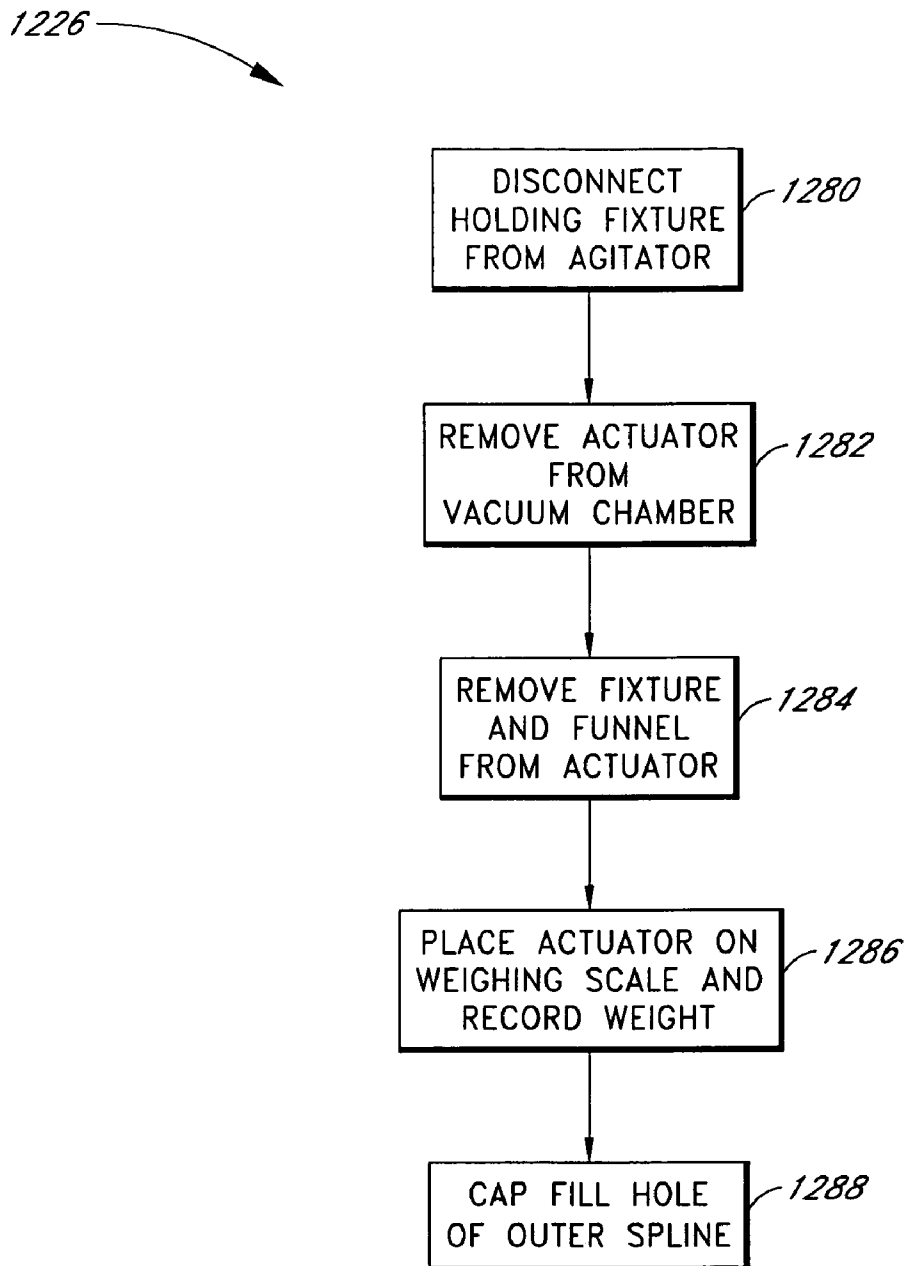 1226
DISCONNECT
HOLDING FIXTURE
FROM AGITATOR
1280
REMOVE ACTUATOR
FROM
VACUUM CHAMBER
1282
REMOVE FIXTURE
AND FUNNEL
FROM ACTUATOR
1284
PLACE ACTUATOR ON
WEIGHING SCALE AND
RECORD WEIGHT
1286
CAP FILL HOLE
OF OUTER SPLINE
1288